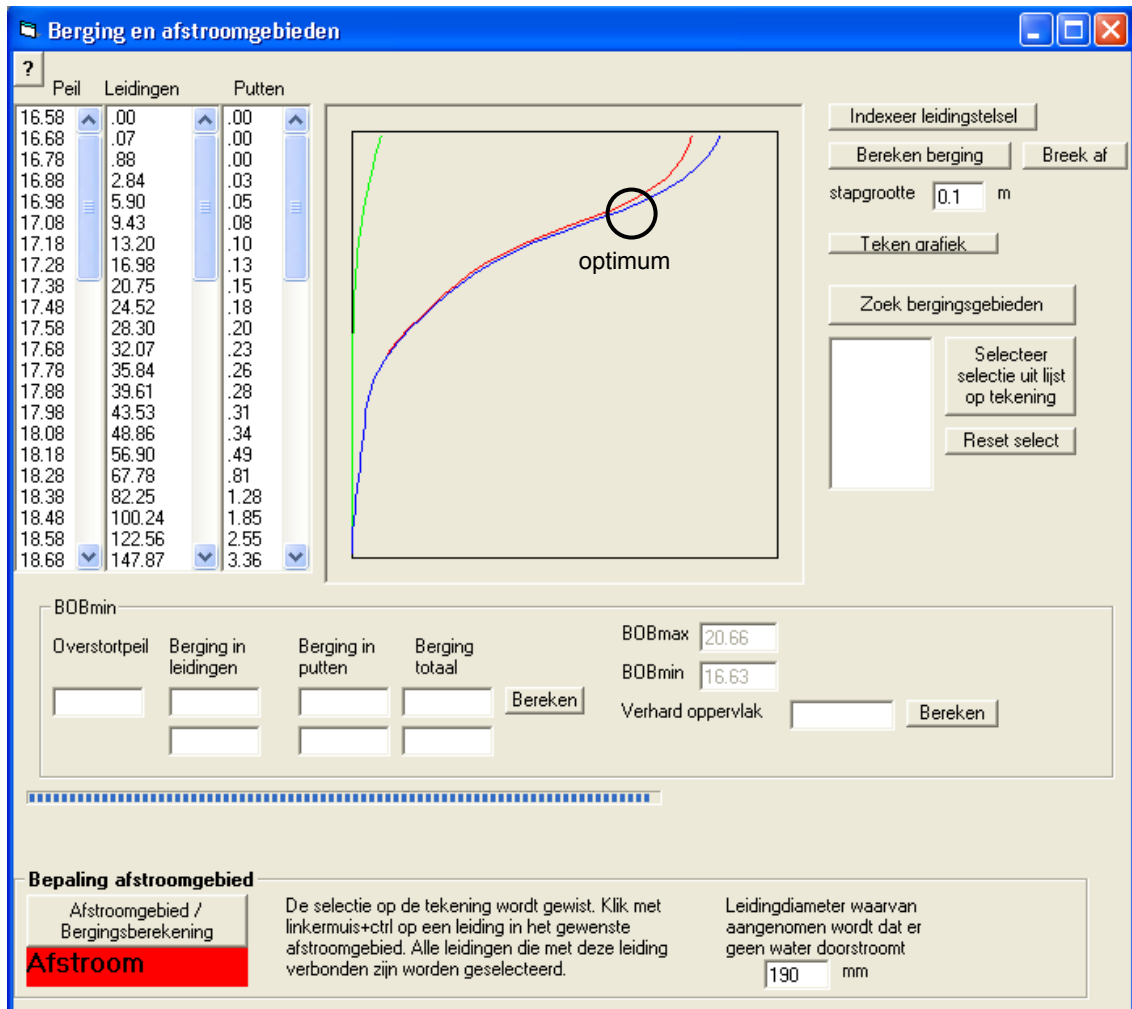 Berging en afstroomgebieden
?
Peil Leidingen Putten
16.58 .00 .00
16.68 .07 .00
16.78 .88 .00
16.88 2.84 .03
16.98 5.90 .05
17.08 9.43 .08
17.18 13.20 .10
17.28 16.98 .13
17.38 20.75 .15
17.48 24.52 .18
17.58 28.30 .20
17.68 32.07 .23
17.78 35.84 .26
17.88 39.61 .28
17.98 43.53 .31
18.08 48.86 .34
18.18 56.90 .49
18.28 67.78 .81
18.38 82.25 1.28
18.48 100.24 1.85
18.58 122.56 2.55
18.68 147.87 3.36
optimum
Indexeer leidingstelsel
Bereken berging Breek af
stapgrootte 0.1 m
Teken grafiek
Zoek bergingsgebieden
Selecteer
selectie uit lijst
op tekening
Reset select
BOBmin
Overstortpeil
Berging in
leidingen
Berging in
putten
Berging
totaal
Bereken
BOBmax 20.66
BOBmin 16.63
Verhard oppervlak Bereken
Bepaling afstroomgebied
Afstroomgebied /
Bergingsberekening
Afstroom
De selectie op de tekening wordt gewist. Klik met
linkermuis+ctrl op een leiding in het gewenste
afstroomgebied. Alle leidingen die met deze leiding
verbonden zijn worden geselecteerd.
Leidingdiameter waarvan
aangenomen wordt dat er
geen water doorstroomt
190 mm